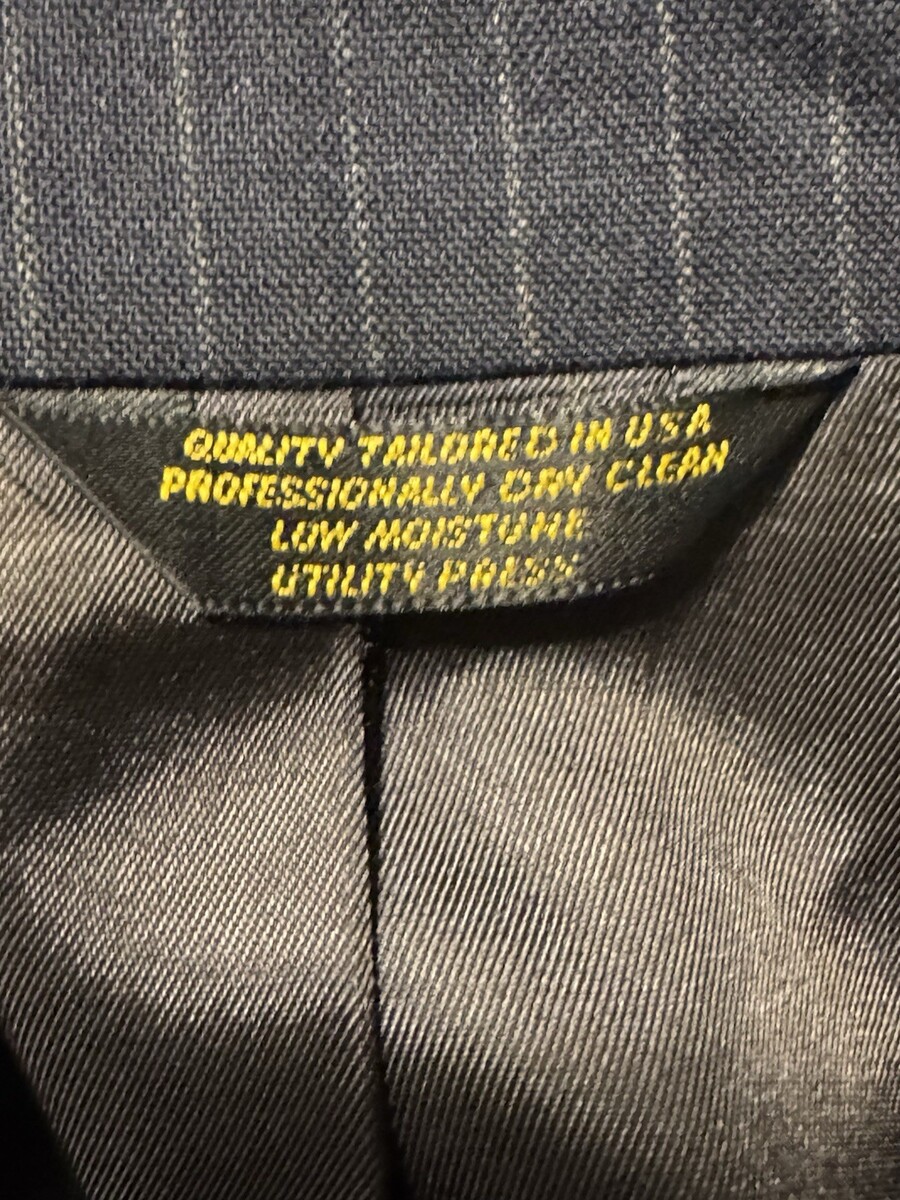 QUALITY TAILORED IN USA
PROFESSIONALLY DRY CLEAN
LOW MOISTURE
UTILITY PRESS